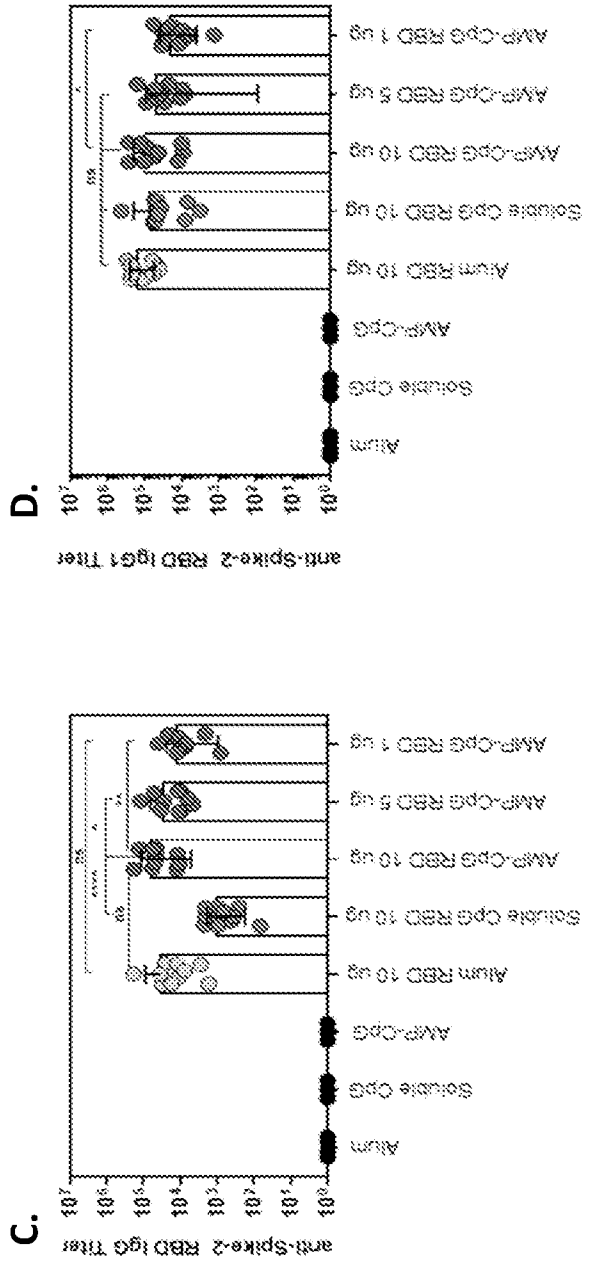 C.
anti-Spike-2 RBD IgG Titer
10⁷
10⁶
10⁵
10⁴
10³
10²
10¹
10⁰
ns
****
*
ns
Alum
Soluble CpG
AMP-CpG
Alum RBD 10 ug
Soluble CpG RBD 10 ug
AMP-CpG RBD 10 ug
AMP-CpG RBD 5 ug
AMP-CpG RBD 1 ug
D.
anti-Spike-2 RBD IgG1 Titer
10⁷
10⁶
10⁵
10⁴
10³
10²
10¹
10⁰
*
ns
Alum
Soluble CpG
AMP-CpG
Alum RBD 10 ug
Soluble CpG RBD 10 ug
AMP-CpG RBD 10 ug
AMP-CpG RBD 5 ug
AMP-CpG RBD 1 ug